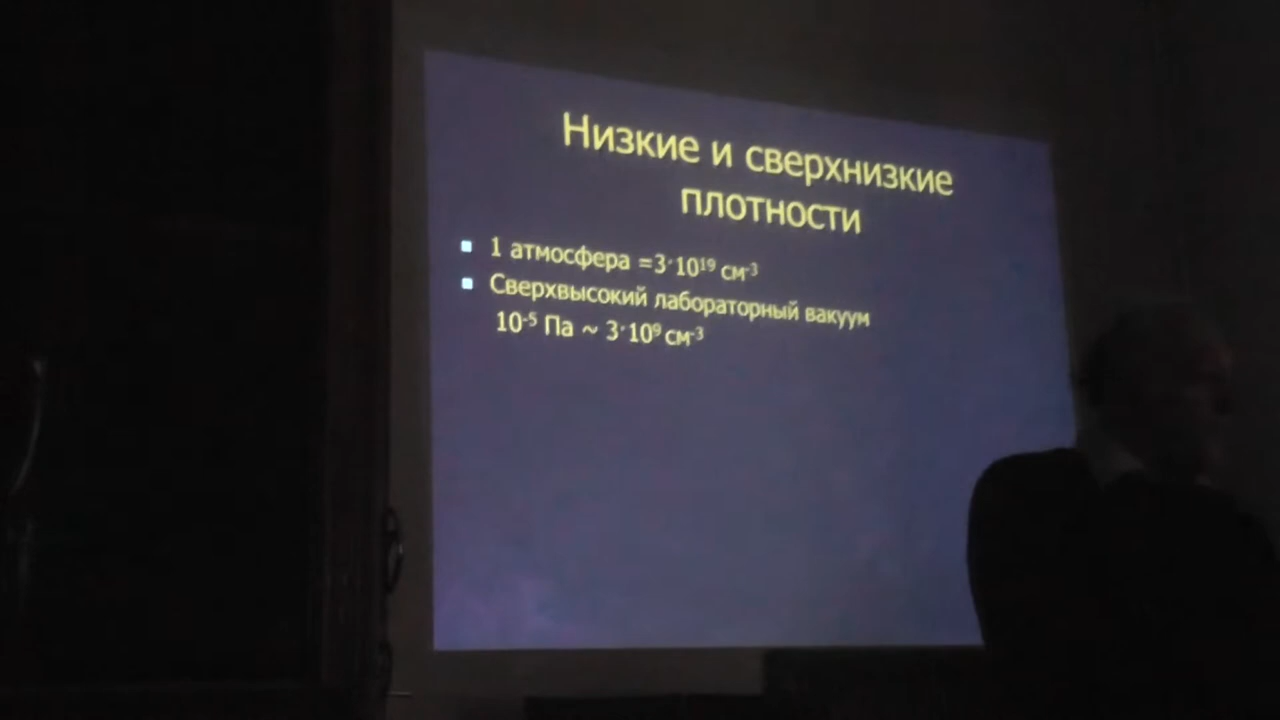 Низкие и сверхнизкие
плотности
1 атмосфера =3·10¹⁹ см⁻³
Сверхвысокий лабораторный вакуум
10⁻⁵ Па ~ 3·10⁹ см⁻³